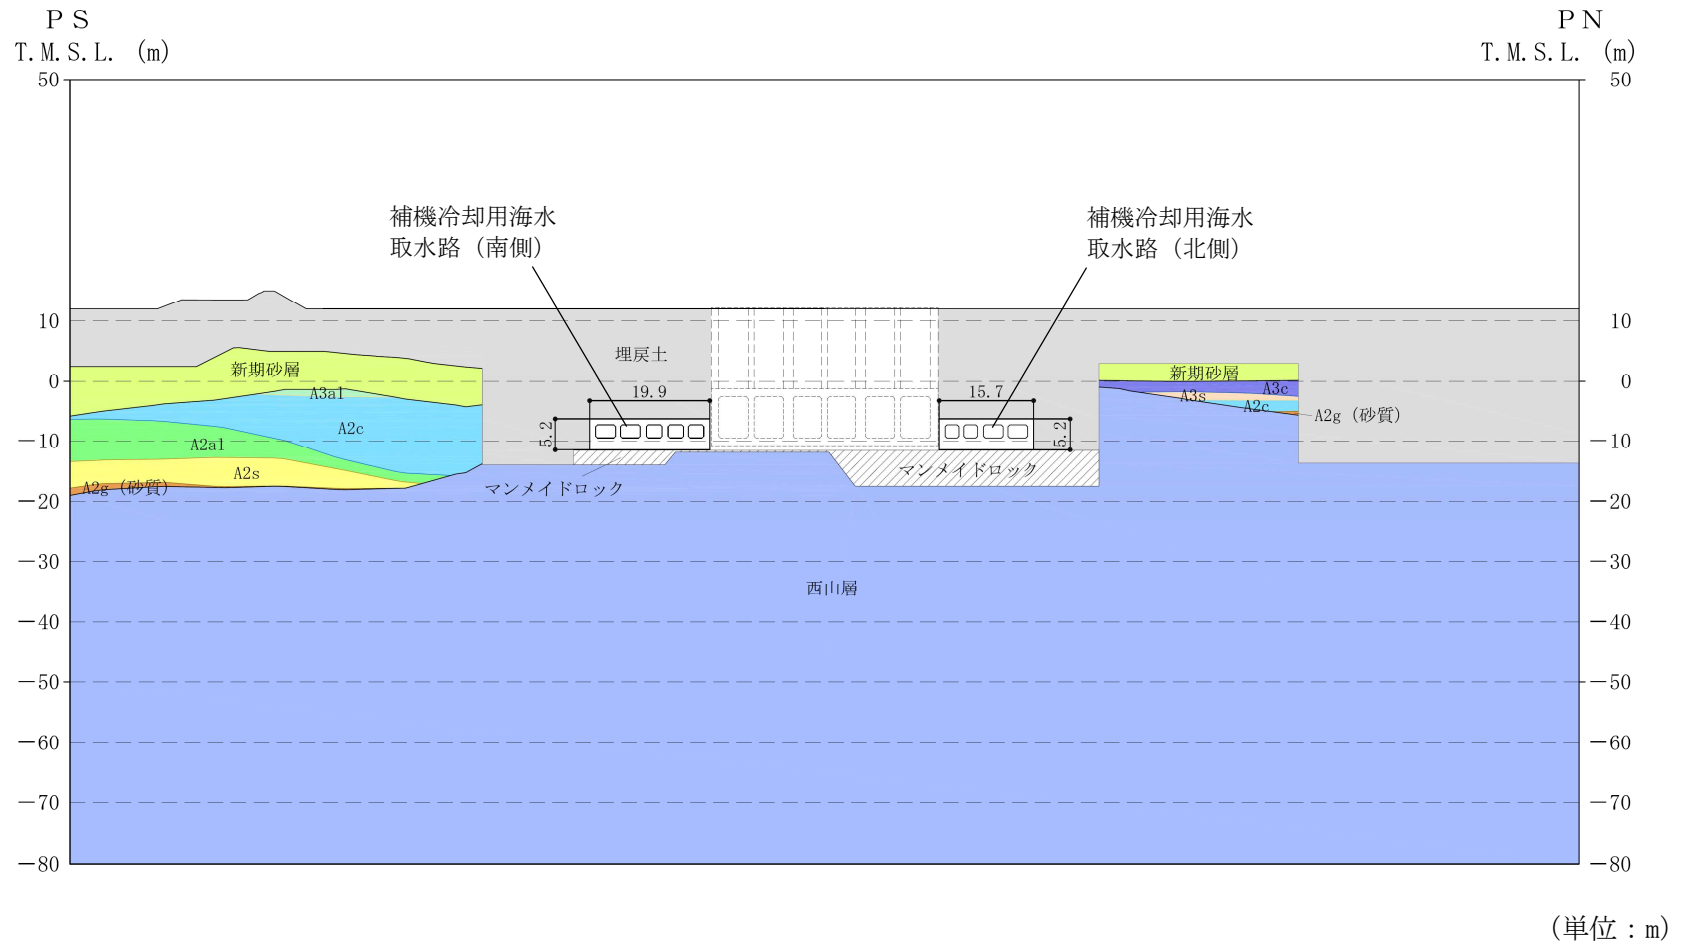 ＰＳ
T.M.S.L. (m)
ＰＮ
T.M.S.L. (m)
50
50
補機冷却用海水
取水路（南側）
補機冷却用海水
取水路（北側）
10
10
埋戻土
新期砂層
新期砂層
0
0
A3al
19.9
15.7
A3c
A3s
A2c
A2g（砂質）
A2c
5.2
5.2
－10
－10
A2al
A2s
マンメイドロック
A2g（砂質）
マンメイドロック
－20
－20
－30
－30
西山層
－40
－40
－50
－50
－60
－60
－70
－70
－80
－80
（単位：m）